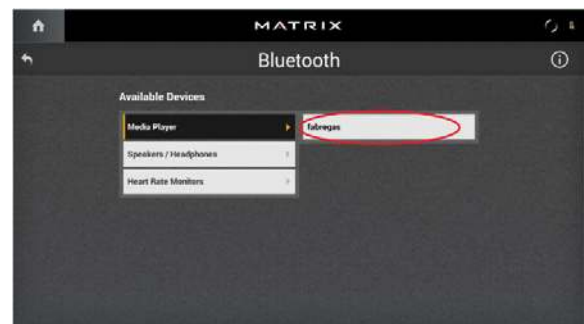 MATRIX
Bluetooth
Available Devices
Media Player
fabregas
Speakers / Headphones
Heart Rate Monitors